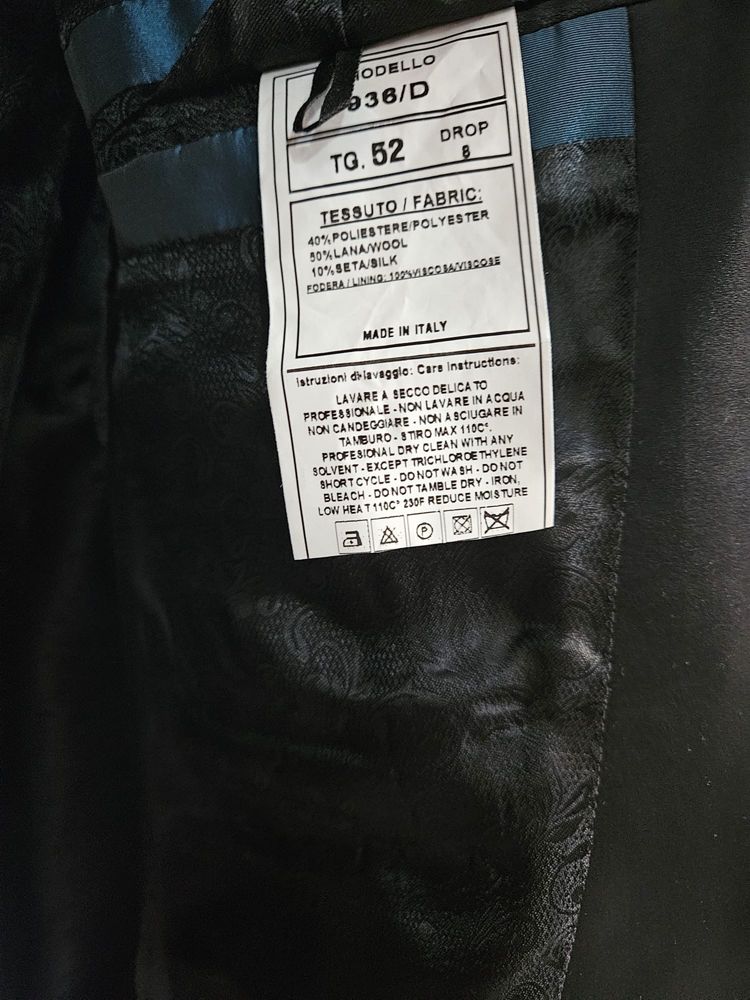 MODELLO
936/D
TG. 52 DROP 8
TESSUTO / FABRIC:
40%POLIESTERE/POLYESTER
50%LANA/WOOL
10%SETA/SILK
FODERA / LINING: 100%VISCOSA/VISCOSE
MADE IN ITALY
Istruzioni di lavaggio: Care Instructions:
LAVARE A SECCO DELICATO
PROFESSIONALE - NON LAVARE IN ACQUA
NON CANDEGGIARE - NON ASCIUGARE IN
TAMBURO - STIRO MAX 110C°.
PROFESIONAL DRY CLEAN WITH ANY
SOLVENT - EXCEPT TRICHLOROETHYLENE
SHORT CYCLE - DO NOT WASH - DO NOT
BLEACH - DO NOT TAMBLE DRY - IRON,
LOW HEAT 110C° 230F REDUCE MOISTURE
P